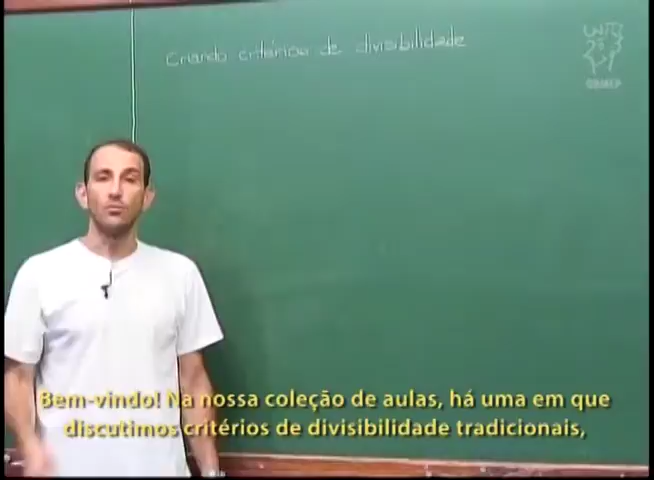 Criando critérios de divisibilidade
OBMEP
Bem-vindo! Na nossa coleção de aulas, há uma em que
discutimos critérios de divisibilidade tradicionais,